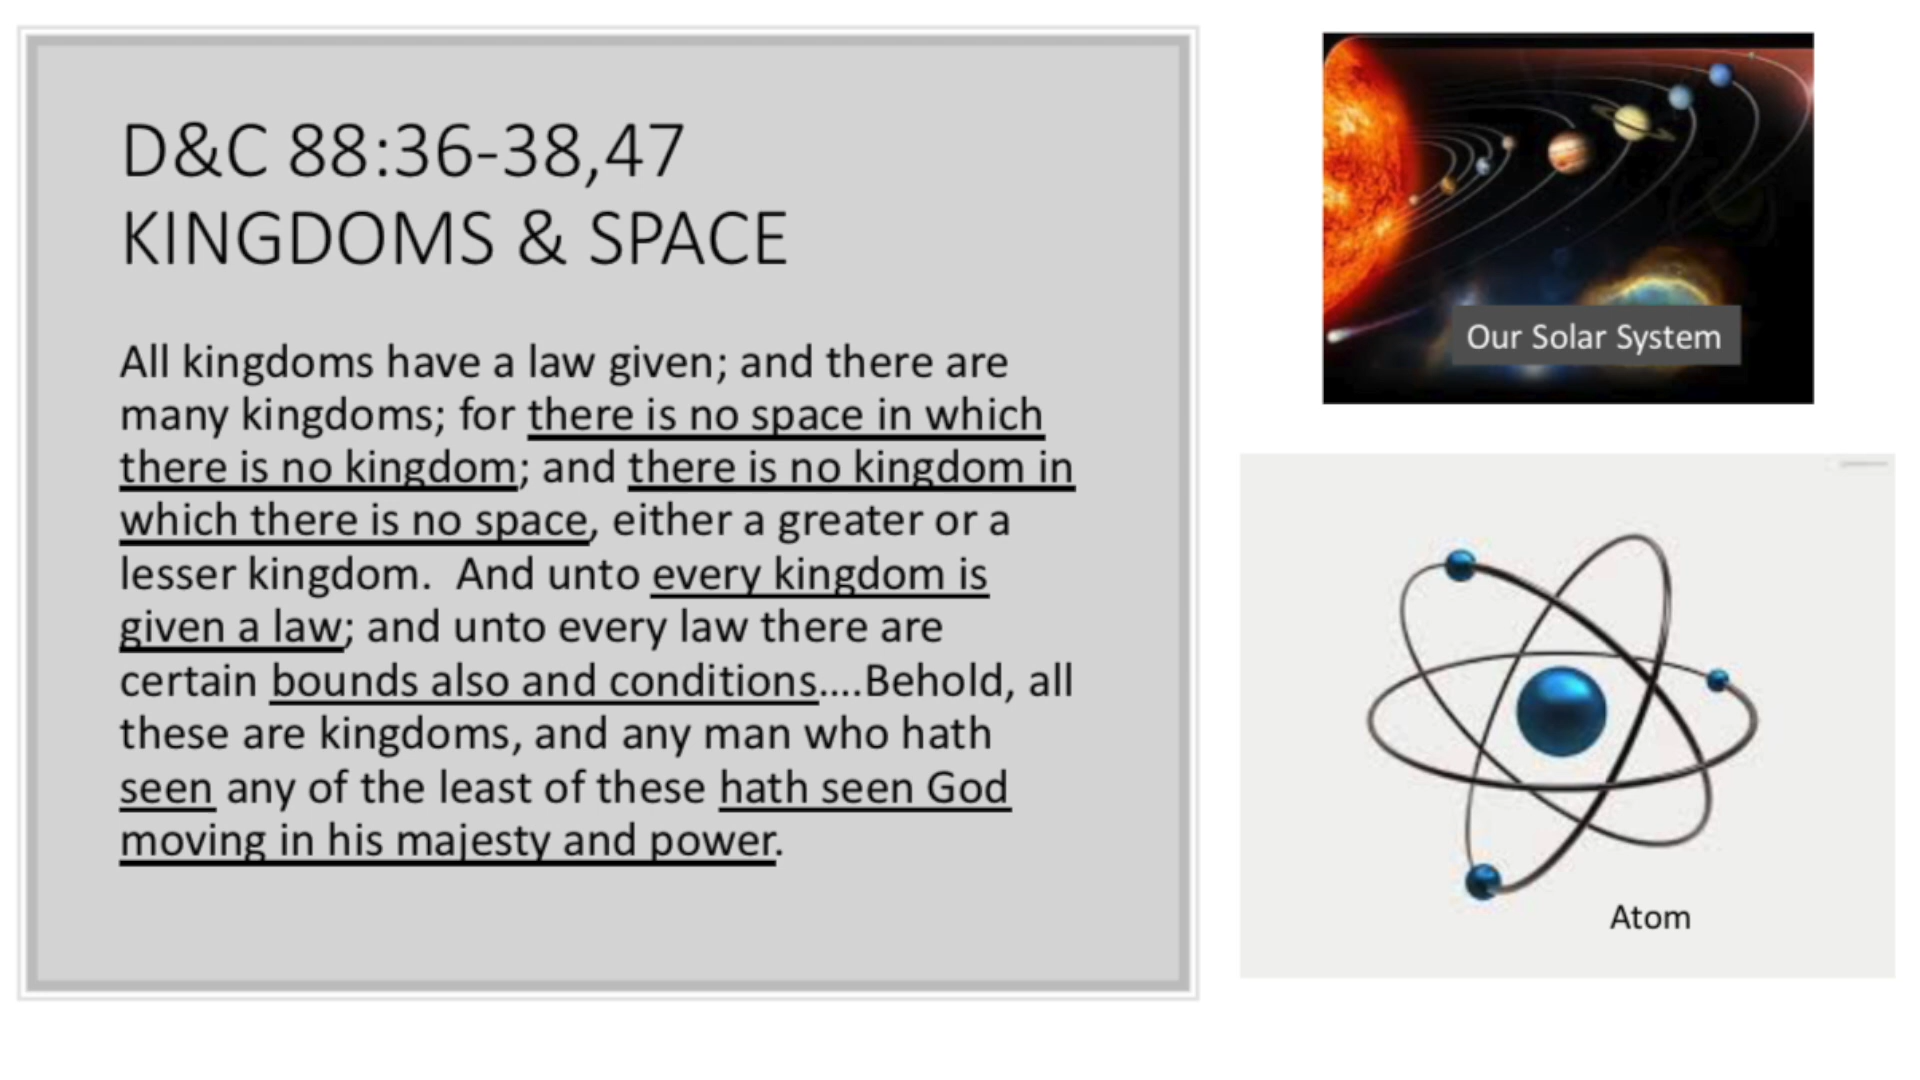 D&C 88:36-38,47
KINGDOMS & SPACE
All kingdoms have a law given; and there are
many kingdoms; for there is no space in which
there is no kingdom; and there is no kingdom in
which there is no space, either a greater or a
lesser kingdom.  And unto every kingdom is
given a law; and unto every law there are
certain bounds also and conditions....Behold, all
these are kingdoms, and any man who hath
seen any of the least of these hath seen God
moving in his majesty and power.
Our Solar System
Atom